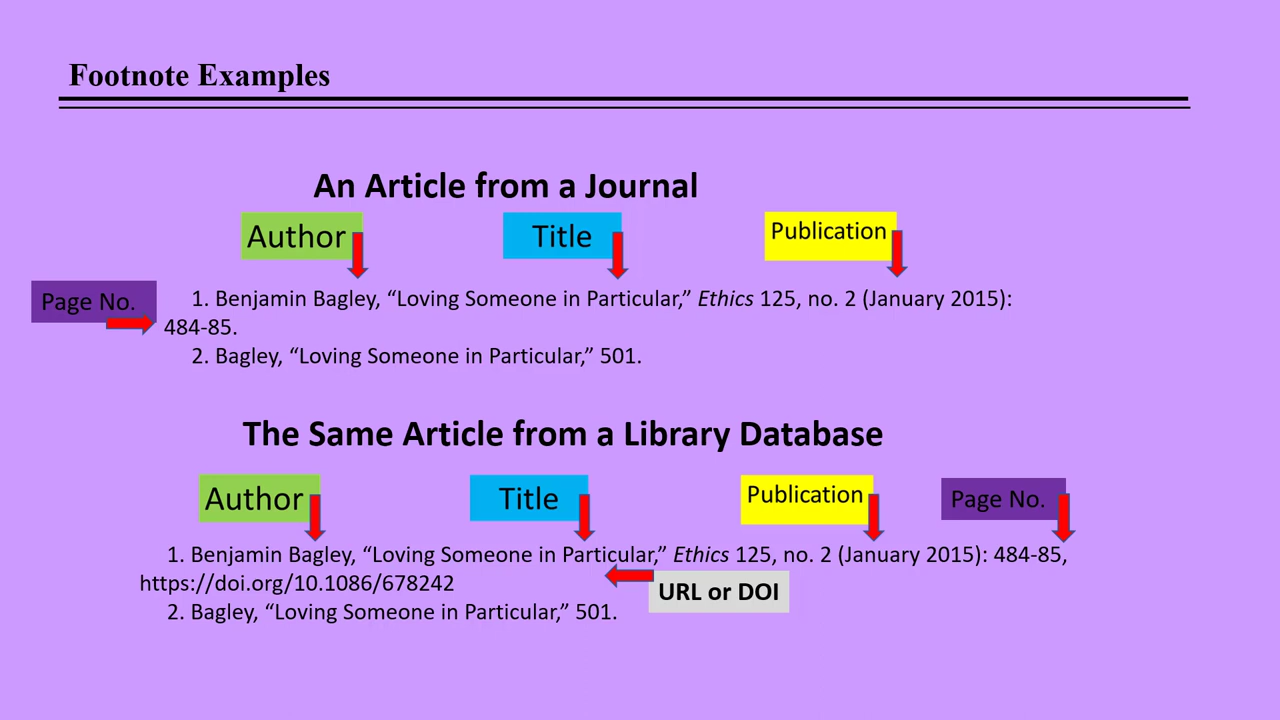 Footnote Examples
An Article from a Journal
Author
Title
Publication
Page No.
1. Benjamin Bagley, “Loving Someone in Particular,” Ethics 125, no. 2 (January 2015):
484-85.
2. Bagley, “Loving Someone in Particular,” 501.
The Same Article from a Library Database
Author
Title
Publication
Page No.
1. Benjamin Bagley, “Loving Someone in Particular,” Ethics 125, no. 2 (January 2015): 484-85,
https://doi.org/10.1086/678242
URL or DOI
2. Bagley, “Loving Someone in Particular,” 501.